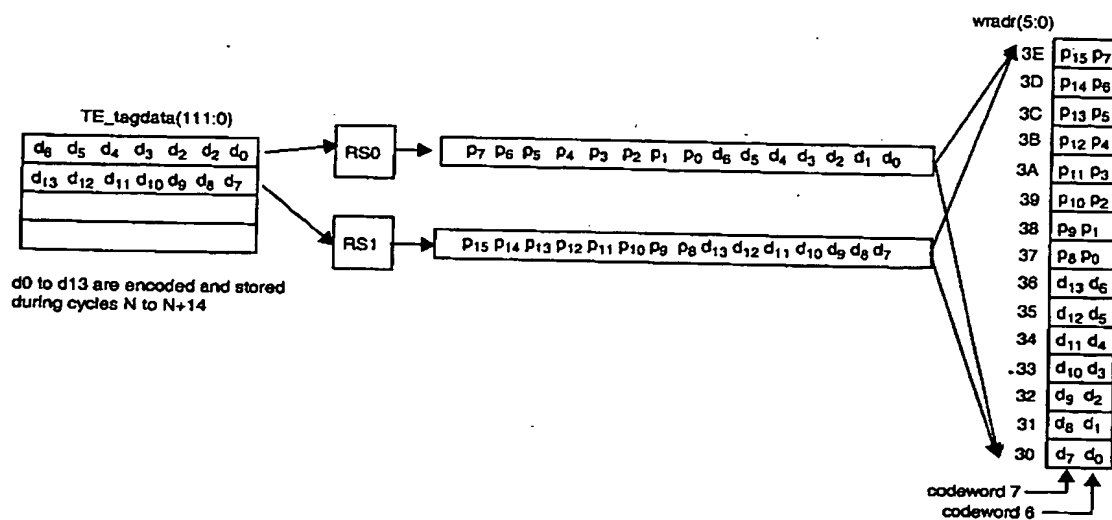 wradr(5:0)
TE_tagdata(111:0)
d6 d5 d4 d3 d2 d2 d0
d13 d12 d11 d10 d9 d8 d7
RS0
p7 p6 p5 p4 p3 p2 p1 p0 d6 d5 d4 d3 d2 d1 d0
RS1
p15 p14 p13 p12 p11 p10 p9 p8 d13 d12 d11 d10 d9 d8 d7
d0 to d13 are encoded and stored
during cycles N to N+14
3E p15 p7
3D p14 p6
3C p13 p5
3B p12 p4
3A p11 p3
39 p10 p2
38 p9 p1
37 p8 p0
36 d13 d6
35 d12 d5
34 d11 d4
33 d10 d3
32 d9 d2
31 d8 d1
30 d7 d0
codeword 7
codeword 6